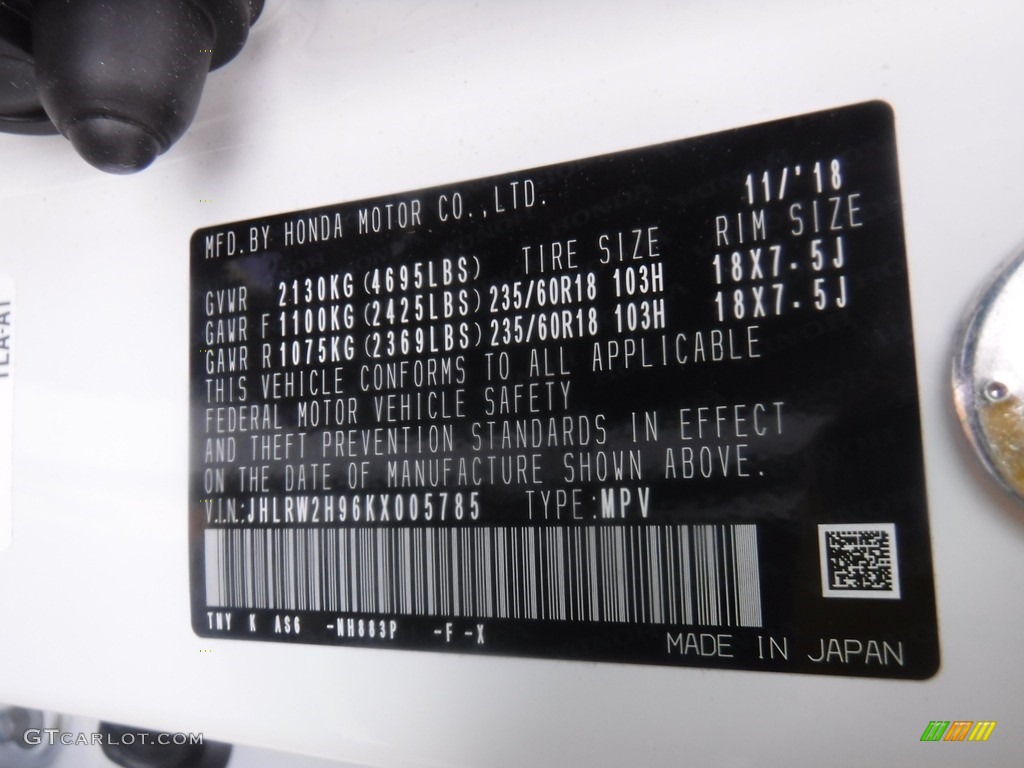 MFD.BY HONDA MOTOR CO.,LTD. 11/'18
TIRE SIZE RIM SIZE
GVWR 2130KG (4695LBS)
GAWR F 1100KG (2425LBS) 235/60R18 103H 18X7.5J
GAWR R 1075KG (2369LBS) 235/60R18 103H 18X7.5J
THIS VEHICLE CONFORMS TO ALL APPLICABLE
FEDERAL MOTOR VEHICLE SAFETY
AND THEFT PREVENTION STANDARDS IN EFFECT
ON THE DATE OF MANUFACTURE SHOWN ABOVE.
V.I.N.:JHLRW2H96KX005785 TYPE:MPV
TNY K AS6 -NH883P -F -X
MADE IN JAPAN
GTCARLOT.COM